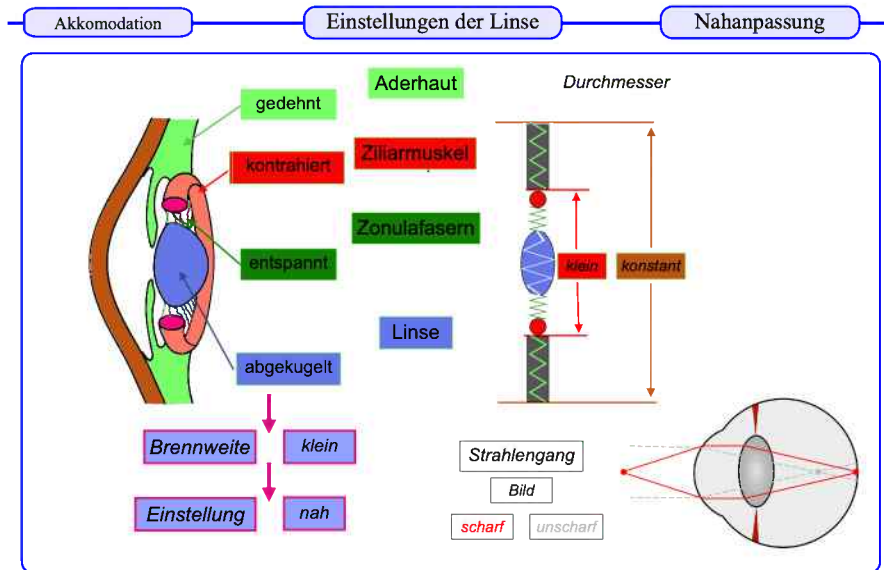 Akkomodation
Einstellungen der Linse
Nahanpassung
Aderhaut
Durchmesser
gedehnt
Ziliarmuskel
kontrahiert
Zonulafasern
entspannt
klein
konstant
Linse
abgekugelt
Brennweite
klein
Strahlengang
Bild
Einstellung
nah
scharf
unscharf